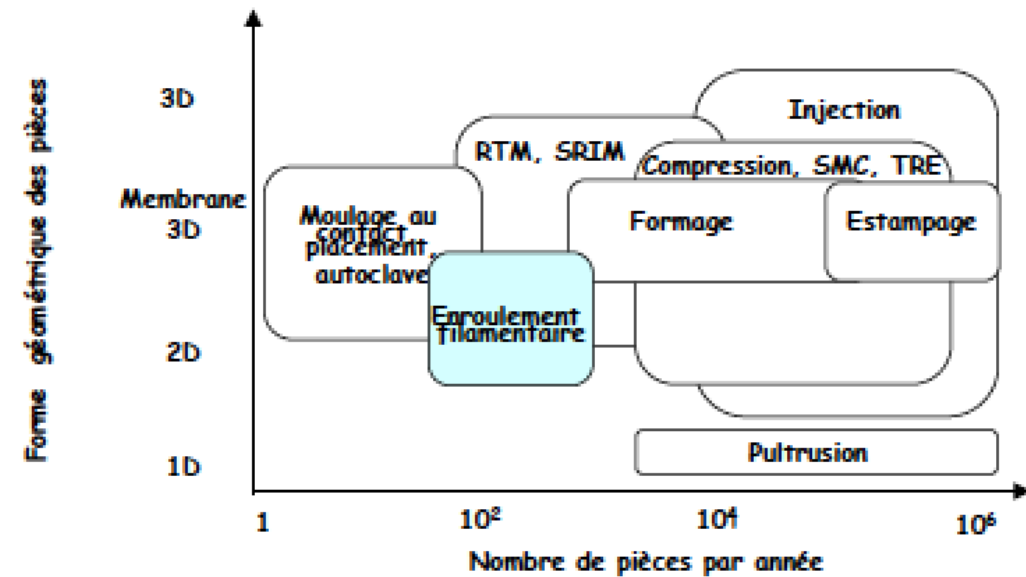 Forme géométrique des pièces
3D
Membrane
3D
2D
1D
Injection
RTM, SRIM
Compression, SMC, TRE
Moulage au
contact
placement,
autoclave
Formage
Estampage
Enroulement
filamentaire
Pultrusion
1
10²
10⁴
10⁶
Nombre de pièces par année